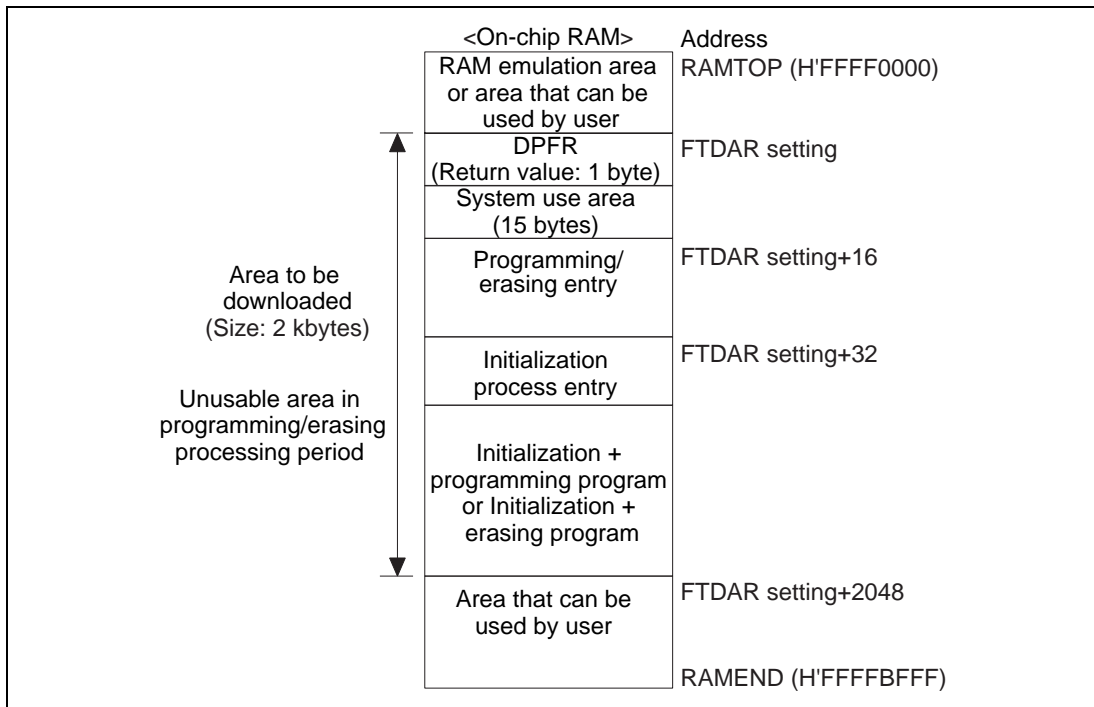 <On-chip RAM>
Address
RAM emulation area
or area that can be
used by user
RAMTOP (H'FFFF0000)
DPFR
(Return value: 1 byte)
FTDAR setting
System use area
(15 bytes)
Programming/
erasing entry
FTDAR setting+16
Area to be
downloaded
(Size: 2 kbytes)
Initialization
process entry
FTDAR setting+32
Unusable area in
programming/erasing
processing period
Initialization +
programming program
or Initialization +
erasing program
Area that can be
used by user
FTDAR setting+2048
RAMEND (H'FFFFBFFF)